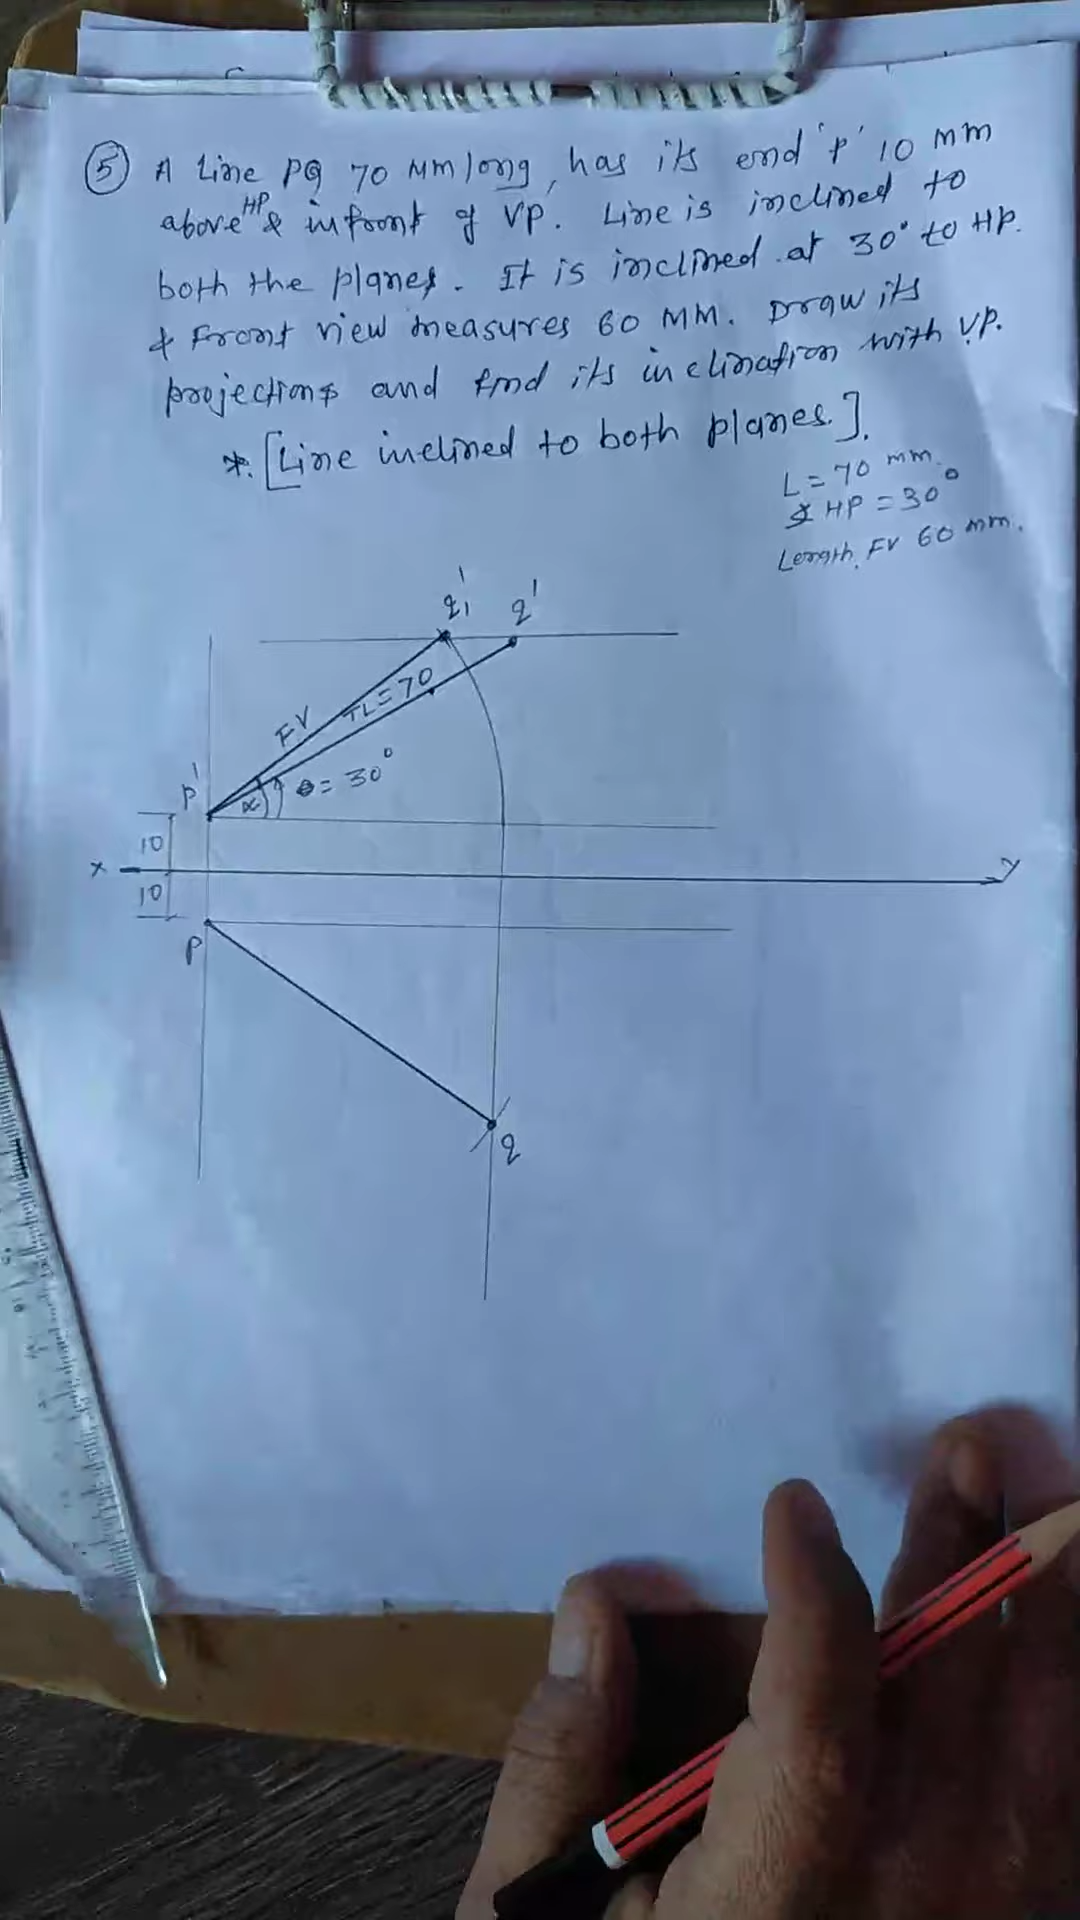 ⑤ A Line PQ 70 MM long, has its end 'P' 10 mm
above HP & infront of VP. Line is inclined to
both the planes. It is inclined at 30° to HP.
& Front view measures 60 MM. Draw its
projections and find its inclination with VP.
*. [Line inclined to both planes.].
L = 70 mm.
∠ HP = 30°
Length. FV 60 mm.
q₁' q'
FV TL = 70
p' α θ = 30°
10
x y
10
p
q